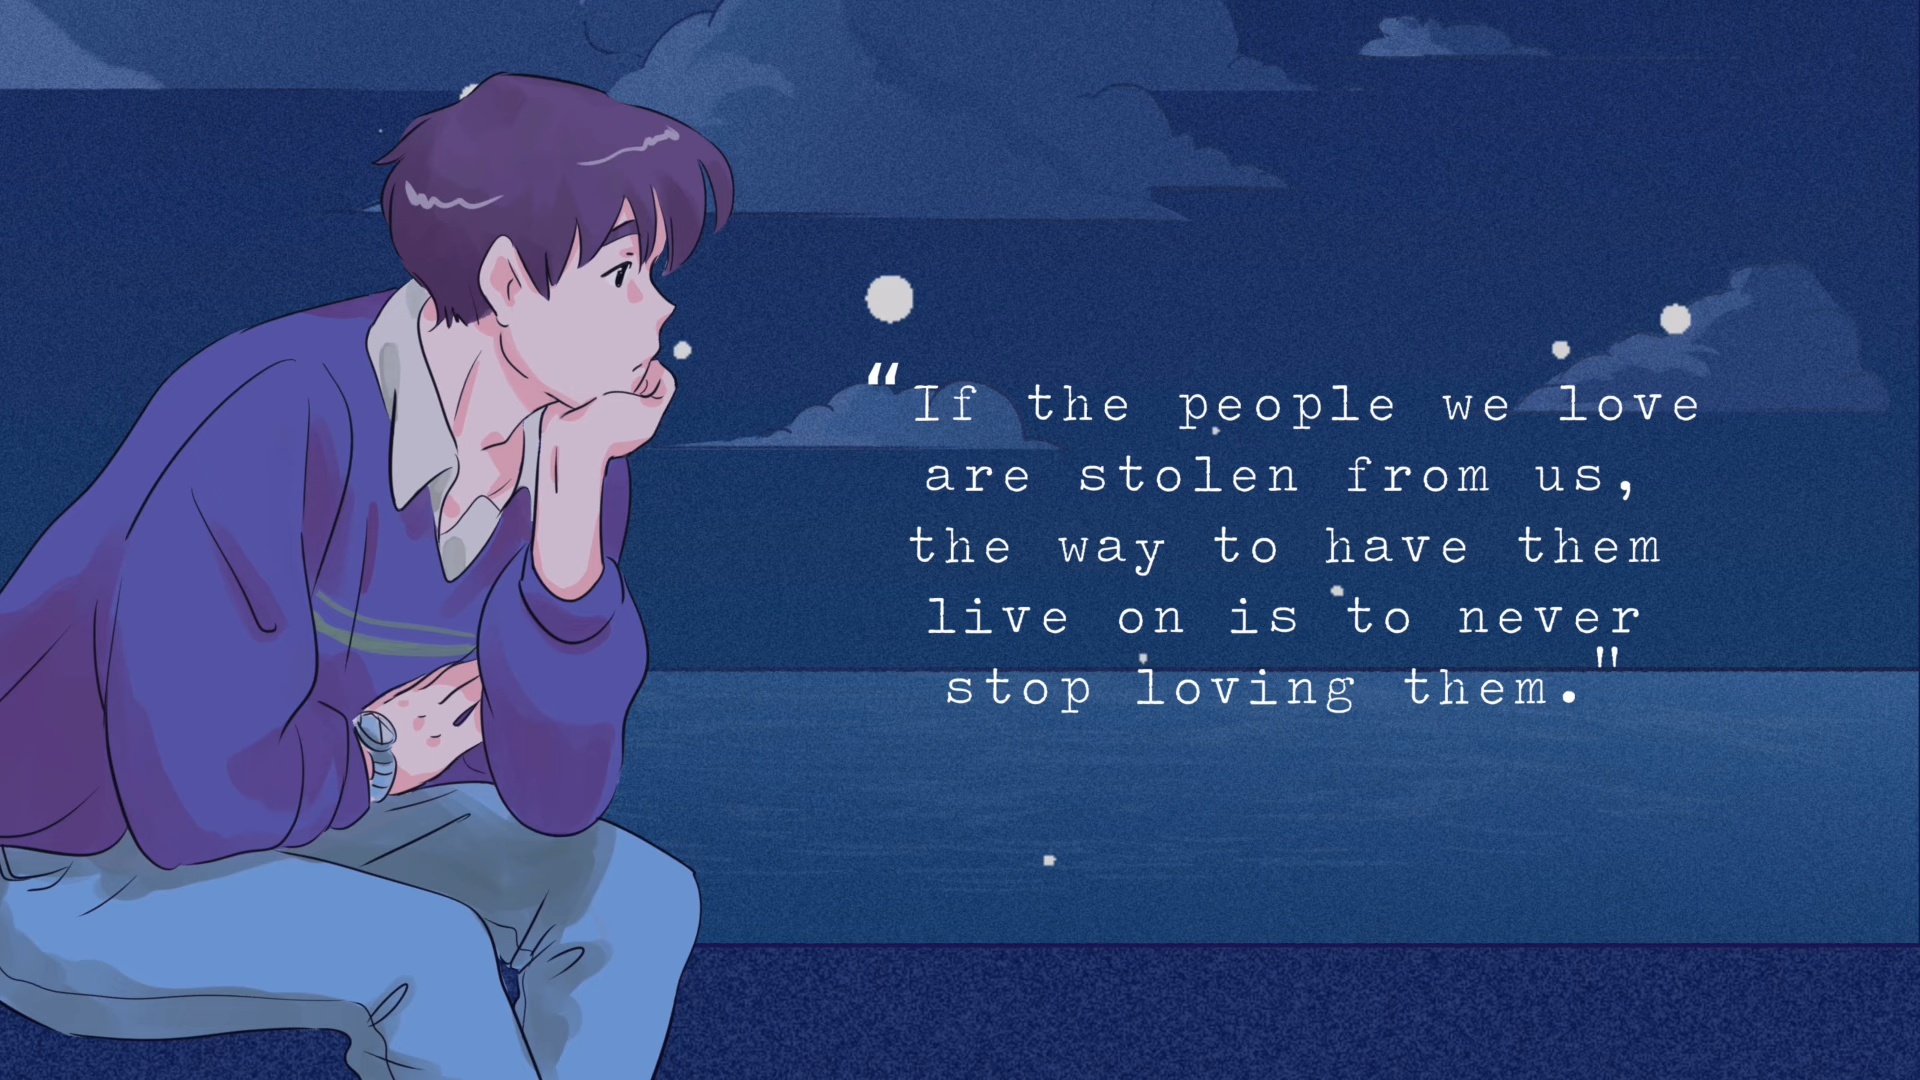 “If the people we love
are stolen from us,
the way to have them
live on is to never
stop loving them."